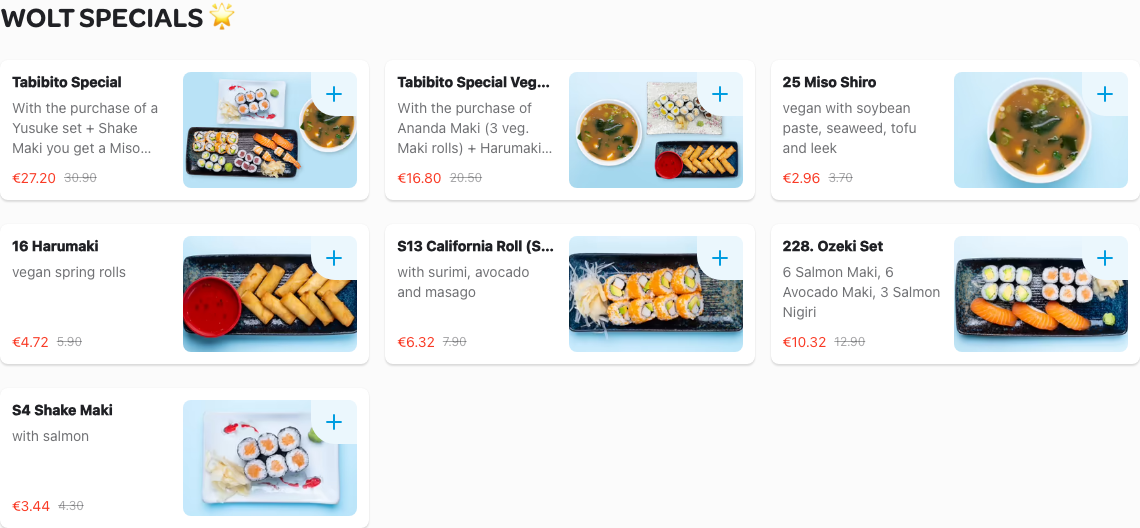 WOLT SPECIALS 🌟
Tabibito Special
With the purchase of a
Yusuke set + Shake
Maki you get a Miso...
€27.20 30.90
Tabibito Special Veg...
With the purchase of
Ananda Maki (3 veg.
Maki rolls) + Harumaki...
€16.80 20.50
25 Miso Shiro
vegan with soybean
paste, seaweed, tofu
and leek
€2.96 3.70
16 Harumaki
vegan spring rolls
€4.72 5.90
S13 California Roll (S...
with surimi, avocado
and masago
€6.32 7.90
228. Ozeki Set
6 Salmon Maki, 6
Avocado Maki, 3 Salmon
Nigiri
€10.32 12.90
S4 Shake Maki
with salmon
€3.44 4.30